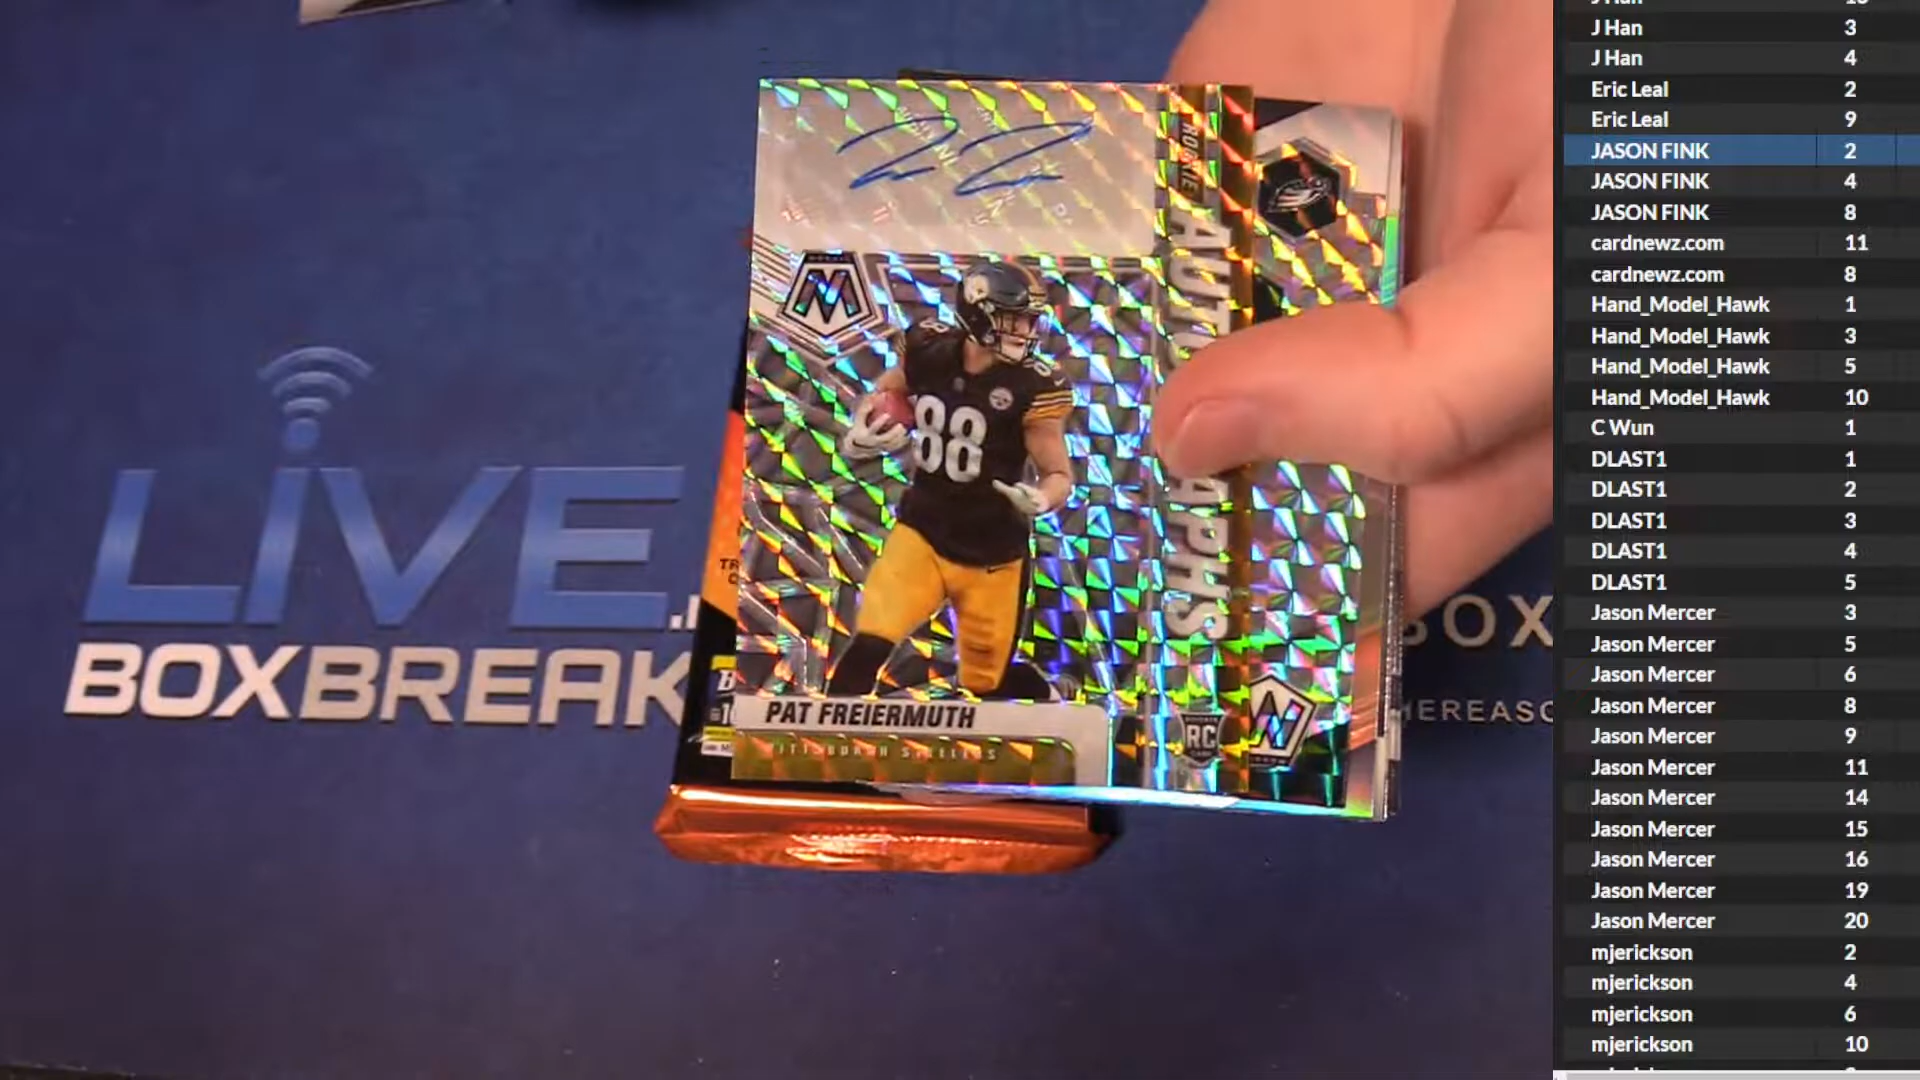 J Han 3
J Han 4
Eric Leal 2
Eric Leal 9
JASON FINK 2
JASON FINK 4
JASON FINK 8
cardnewz.com 11
cardnewz.com 8
Hand_Model_Hawk 1
Hand_Model_Hawk 3
Hand_Model_Hawk 5
Hand_Model_Hawk 10
C Wun 1
DLAST1 1
DLAST1 2
DLAST1 3
DLAST1 4
DLAST1 5
Jason Mercer 3
Jason Mercer 5
Jason Mercer 6
Jason Mercer 8
Jason Mercer 9
Jason Mercer 11
Jason Mercer 14
Jason Mercer 15
Jason Mercer 16
Jason Mercer 19
Jason Mercer 20
mjerickson 2
mjerickson 4
mjerickson 6
mjerickson 10
ROOKIE
M
88
88
PAT FREIERMUTH
PITTSBURGH STEELERS
RC
LIVE
BOXBREAK
BOX
HEREASO